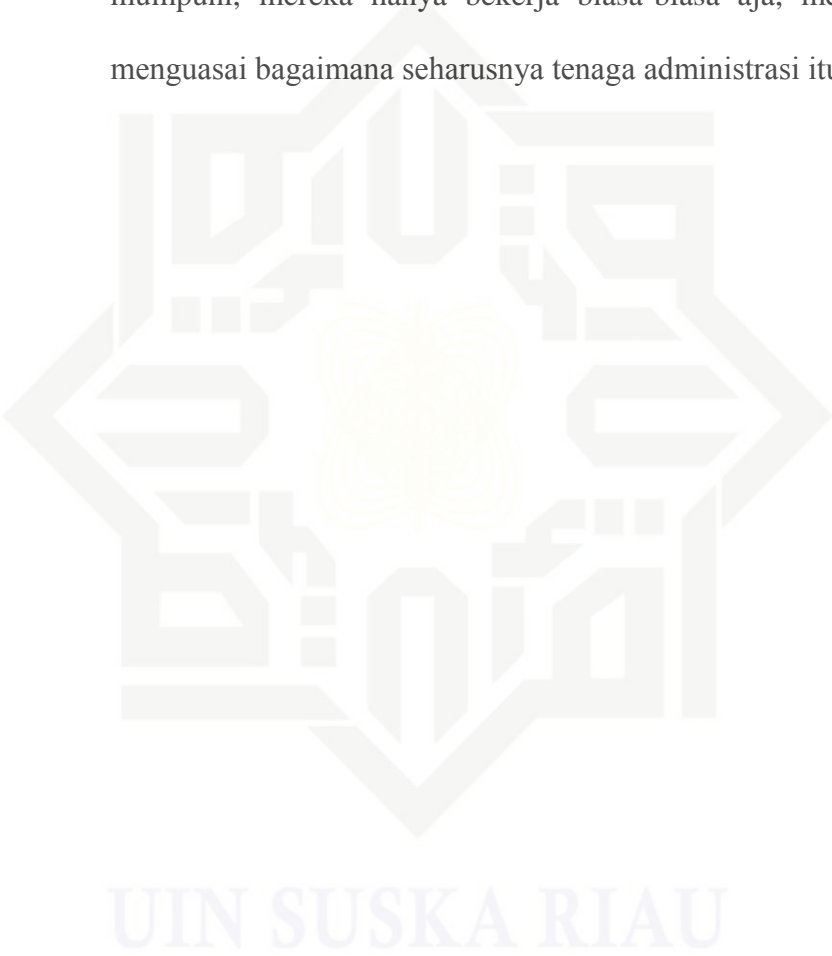 mumpuni, mereka hanya bekerja biasa-biasa aja,
menguasai bagaimana seharusnya tenaga administrasi itu
UIN SUSKA RIAU